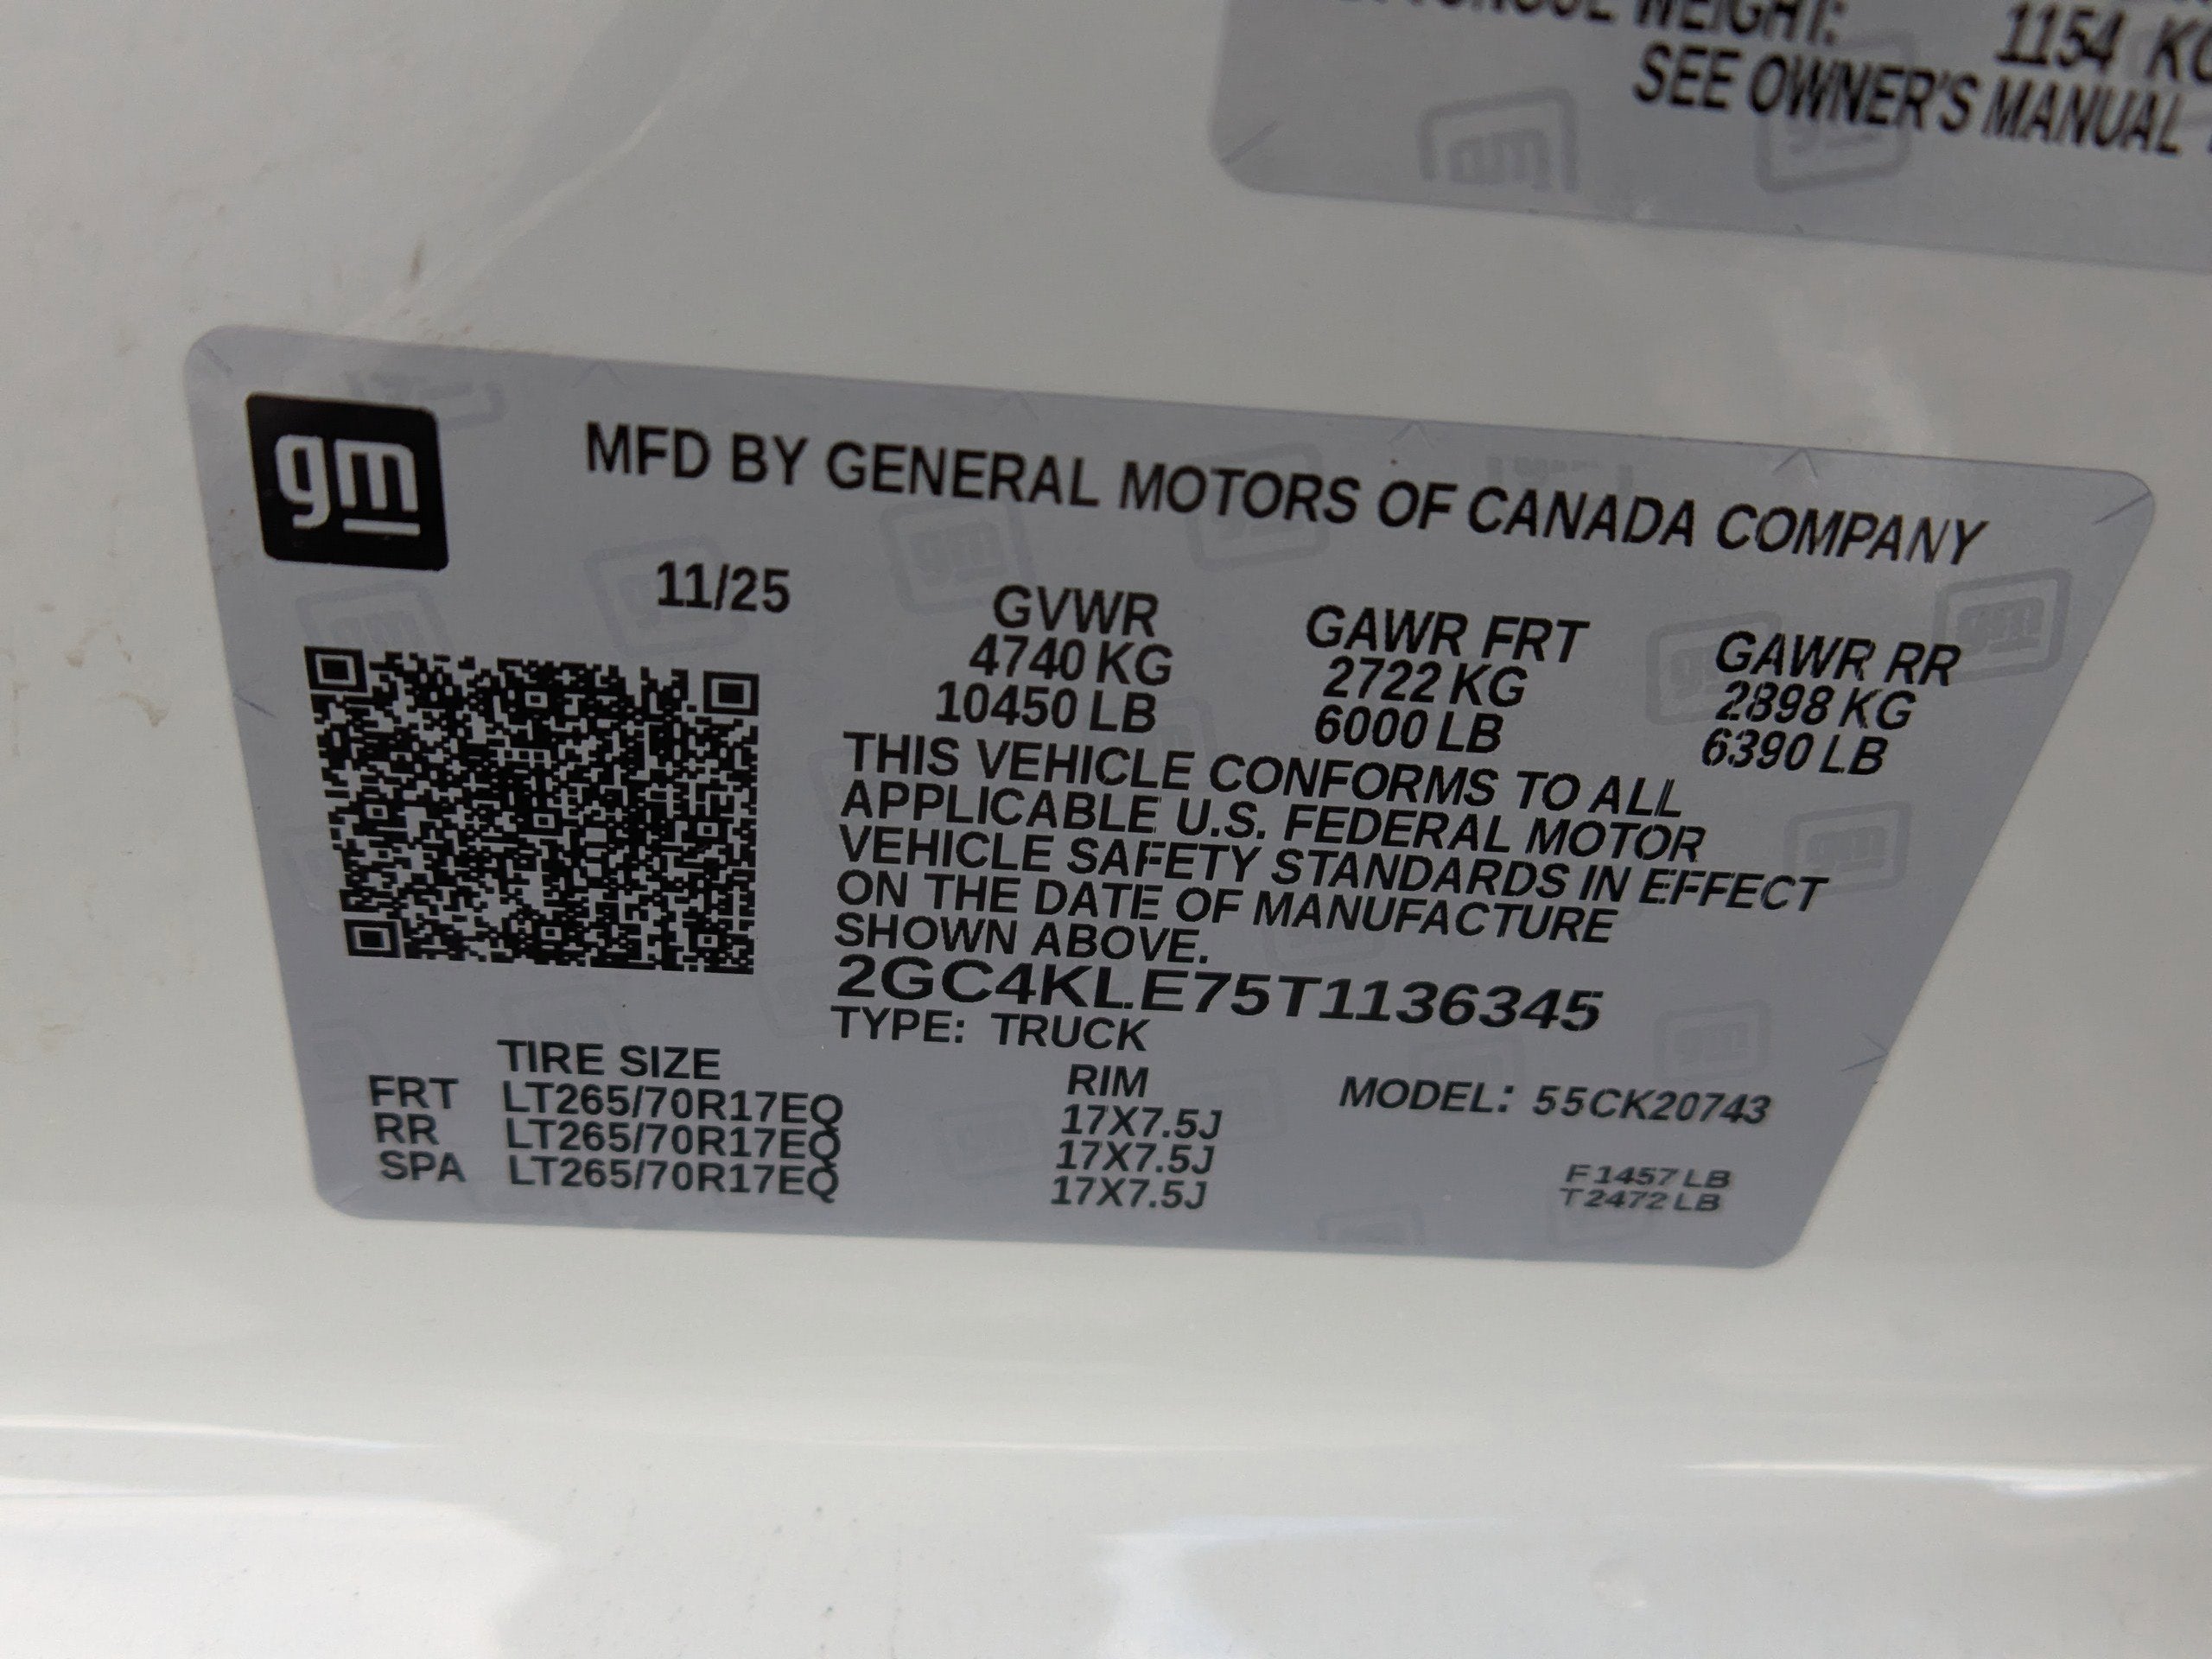 WEIGHT: 1154
SEE OWNER'S MANUAL
gm
MFD BY GENERAL MOTORS OF CANADA COMPANY
11/25
GVWR GAWR FRT GAWR RR
4740 KG 2722 KG 2898 KG
10450 LB 6000 LB 6390 LB
THIS VEHICLE CONFORMS TO ALL
APPLICABLE U.S. FEDERAL MOTOR
VEHICLE SAFETY STANDARDS IN EFFECT
ON THE DATE OF MANUFACTURE
SHOWN ABOVE.
2GC4KLE75T1136345
TYPE: TRUCK
TIRE SIZE RIM MODEL: 55CK20743
FRT LT265/70R17EQ 17X7.5J
RR LT265/70R17EQ 17X7.5J
SPA LT265/70R17EQ 17X7.5J
F 1457 LB
T 2472 LB